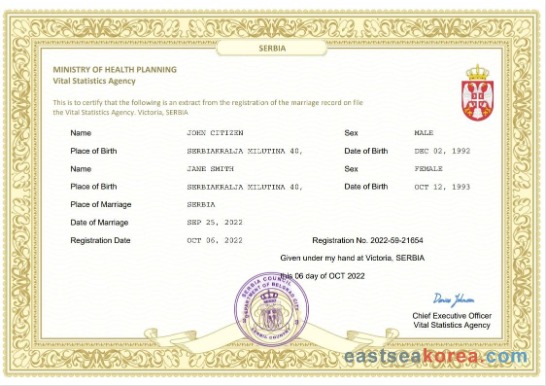 SERBIA
MINISTRY OF HEALTH PLANNING
Vital Statistics Agency
This is to certify that the following is an extract from the registration of the marriage record on file
the Vital Statistics Agency. Victoria, SERBIA
Name JOHN CITIZEN Sex MALE
Place of Birth SERBIAKRALJA MILUTINA 48, Date of Birth DEC 02, 1992
Name JANE SMITH Sex FEMALE
Place of Birth SERBIAKRALJA MILUTINA 48, Date of Birth OCT 12, 1993
Place of Marriage SERBIA
Date of Marriage SEP 25, 2022
Registration Date OCT 06, 2022 Registration No. 2022-59-21654
Given under my hand at Victoria, SERBIA
this 06 day of OCT 2022
SERBIA COUNCIL
DEPARTMENT OF BELGRAD CITY
Denise Johnson
Chief Executive Officer
Vital Statistics Agency
eastseakorea.com